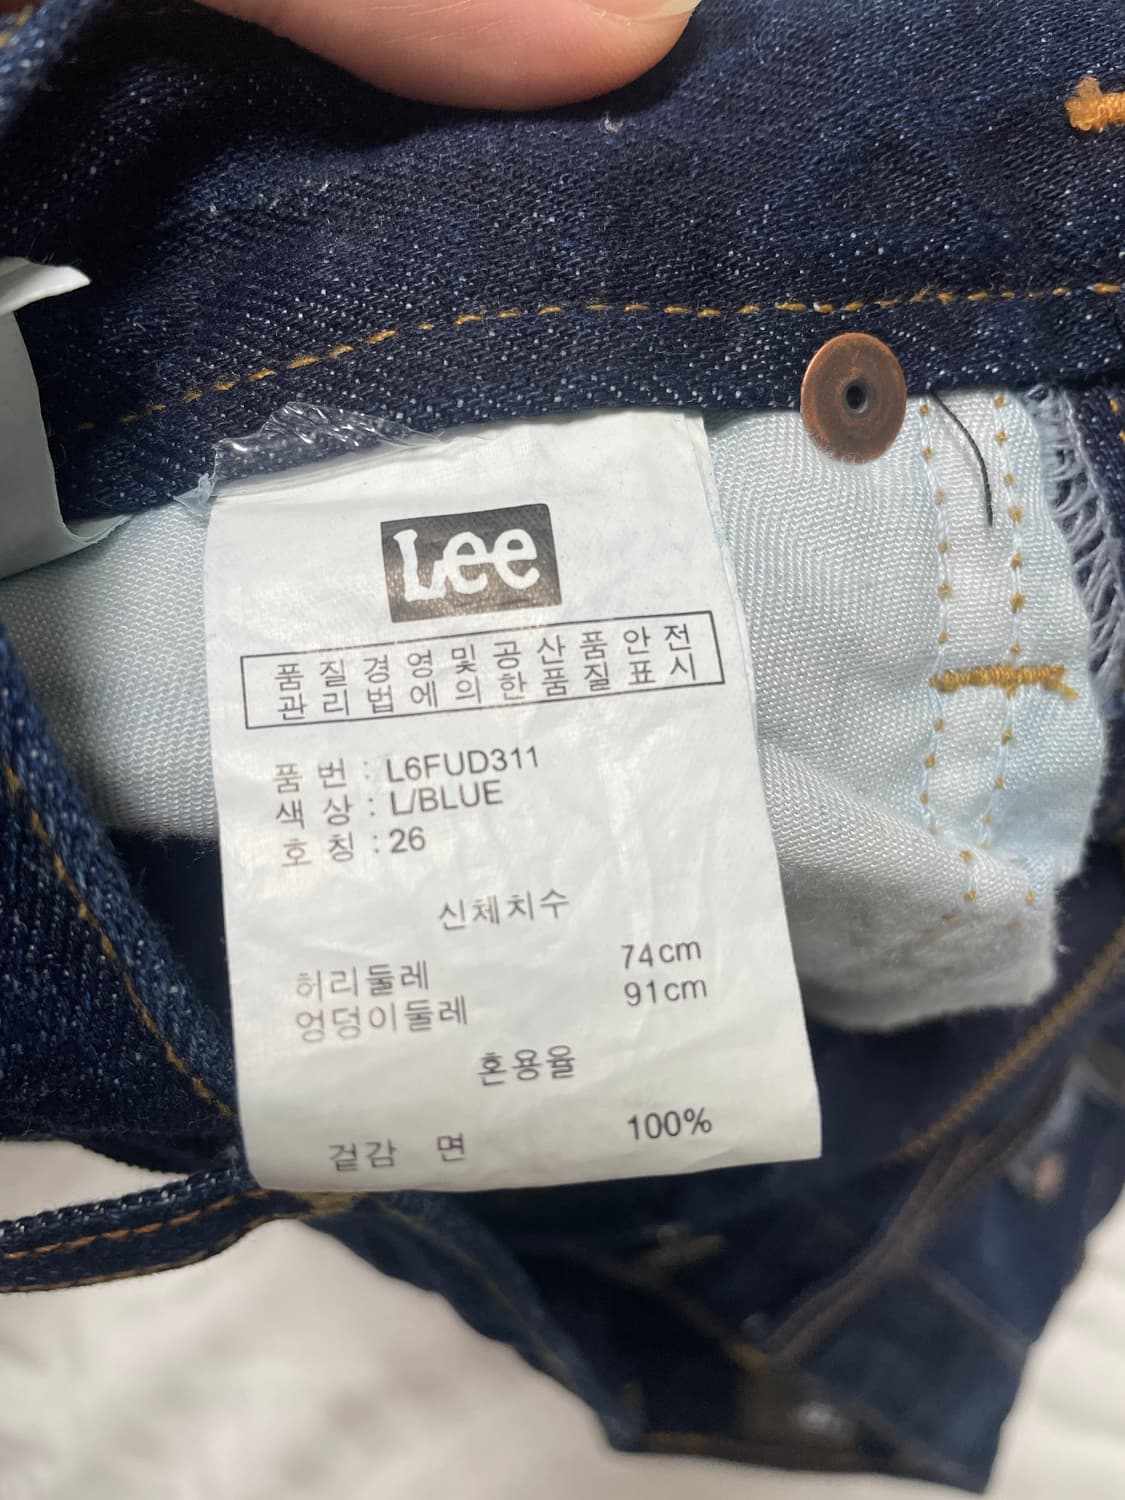 Lee
품 질 경 영 및 공 산 품 안 전
관 리 법 에 의 한 품 질 표 시
품 번 : L6FUD311
색 상 : L/BLUE
호 칭 : 26
신체치수
허리둘레 74cm
엉덩이둘레 91cm
혼용율
겉감 면 100%